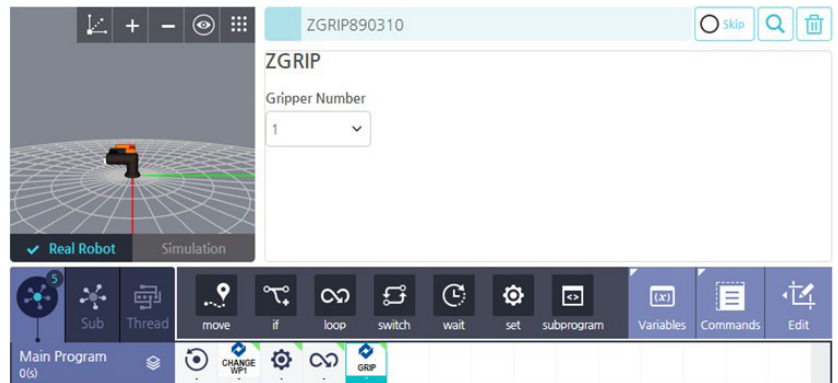 ZGRIP890310
Skip
ZGRIP
Gripper Number
1
Real Robot
Simulation
5
Sub
Thread
move
if
loop
switch
wait
set
subprogram
(x)
Variables
Commands
Edit
Main Program
0(s)
CHANGE
WP1
GRIP